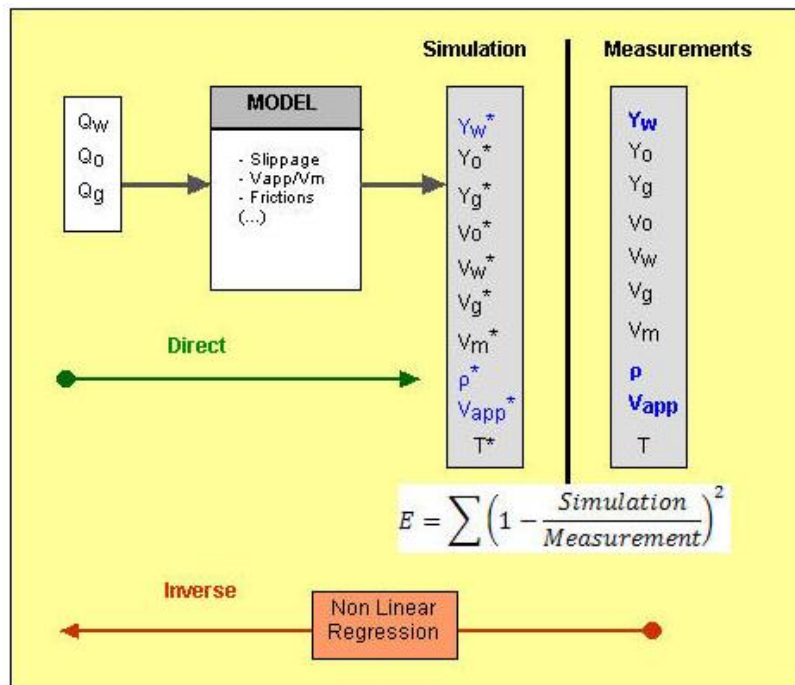 Simulation
Measurements
Qw
Qo
Qg
MODEL
- Slippage
- Vapp/Vm
- Frictions
(...)
Yw*
Yo*
Yg*
Vo*
Vw*
Vg*
Vm*
ρ*
Vapp*
T*
Yw
Yo
Yg
Vo
Vw
Vg
Vm
ρ
Vapp
T
Direct
E = ∑ (1 − Simulation / Measurement)²
Inverse
Non Linear
Regression